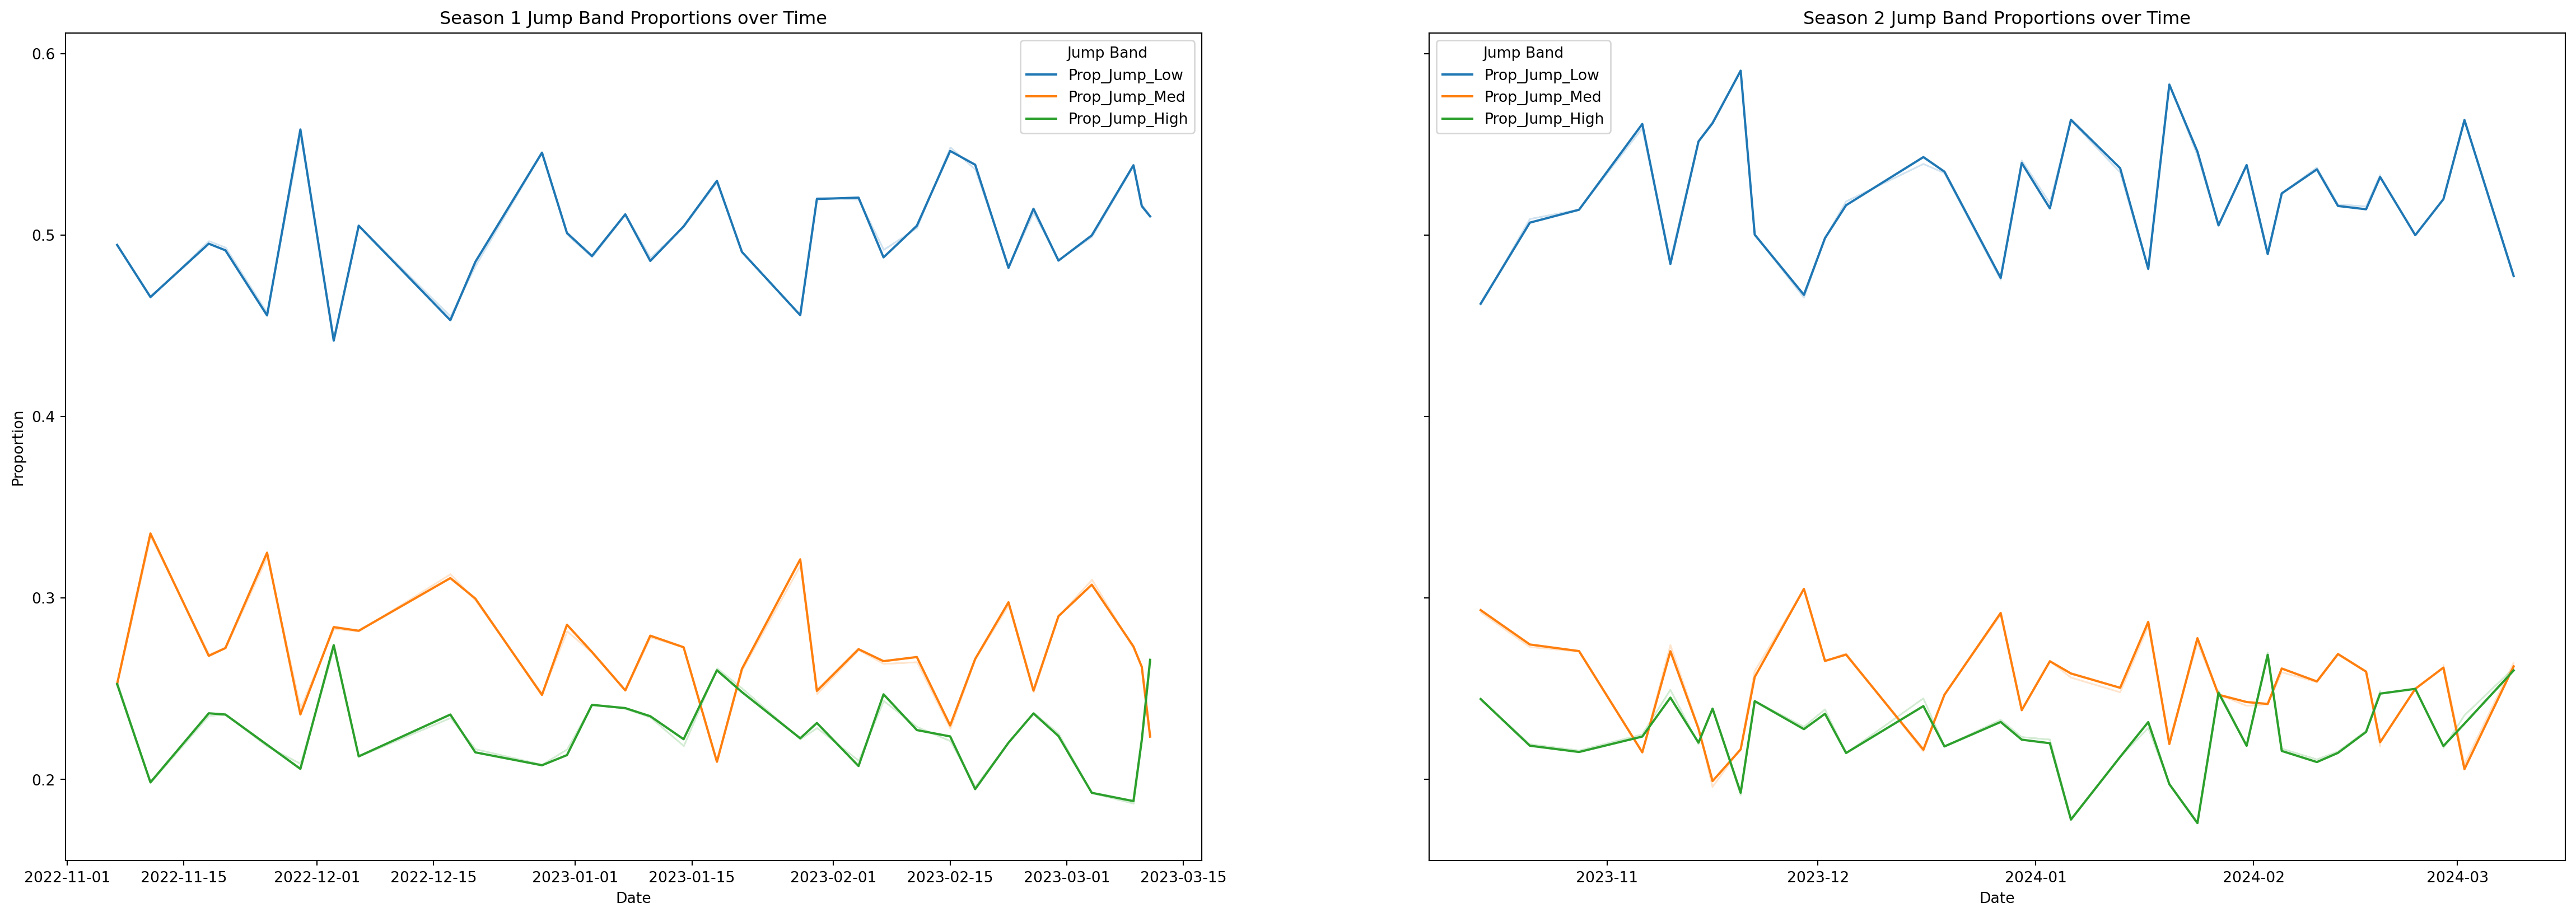 Season 1 Jump Band Proportions over Time
Jump Band
Prop_Jump_Low
Prop_Jump_Med
Prop_Jump_High
0.6
0.5
0.4
0.3
0.2
Proportion
2022-11-01 2022-11-15 2022-12-01 2022-12-15 2023-01-01 2023-01-15 2023-02-01 2023-02-15 2023-03-01 2023-03-15
Date
Season 2 Jump Band Proportions over Time
Jump Band
Prop_Jump_Low
Prop_Jump_Med
Prop_Jump_High
2023-11 2023-12 2024-01 2024-02 2024-03
Date